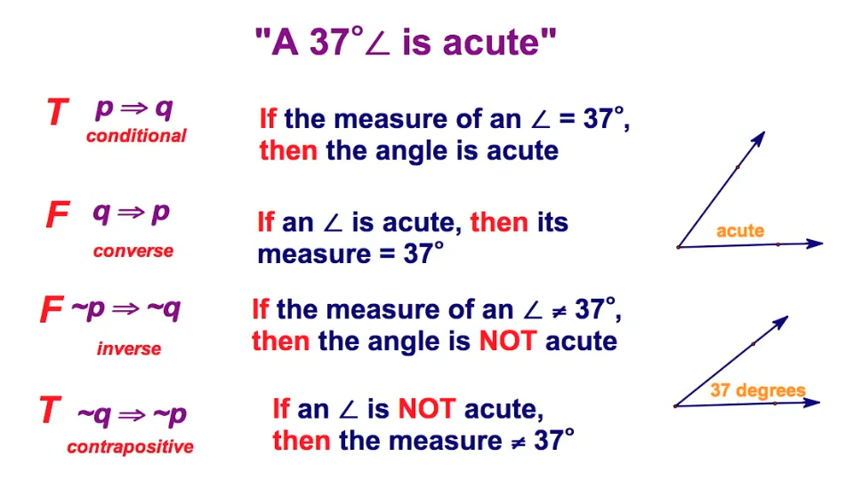 "A 37°∠ is acute"
T p ⇒ q
conditional
If the measure of an ∠ = 37°,
then the angle is acute
F q ⇒ p
converse
If an ∠ is acute, then its
measure = 37°
acute
F ~p ⇒ ~q
inverse
If the measure of an ∠ ≠ 37°,
then the angle is NOT acute
37 degrees
T ~q ⇒ ~p
contrapositive
If an ∠ is NOT acute,
then the measure ≠ 37°